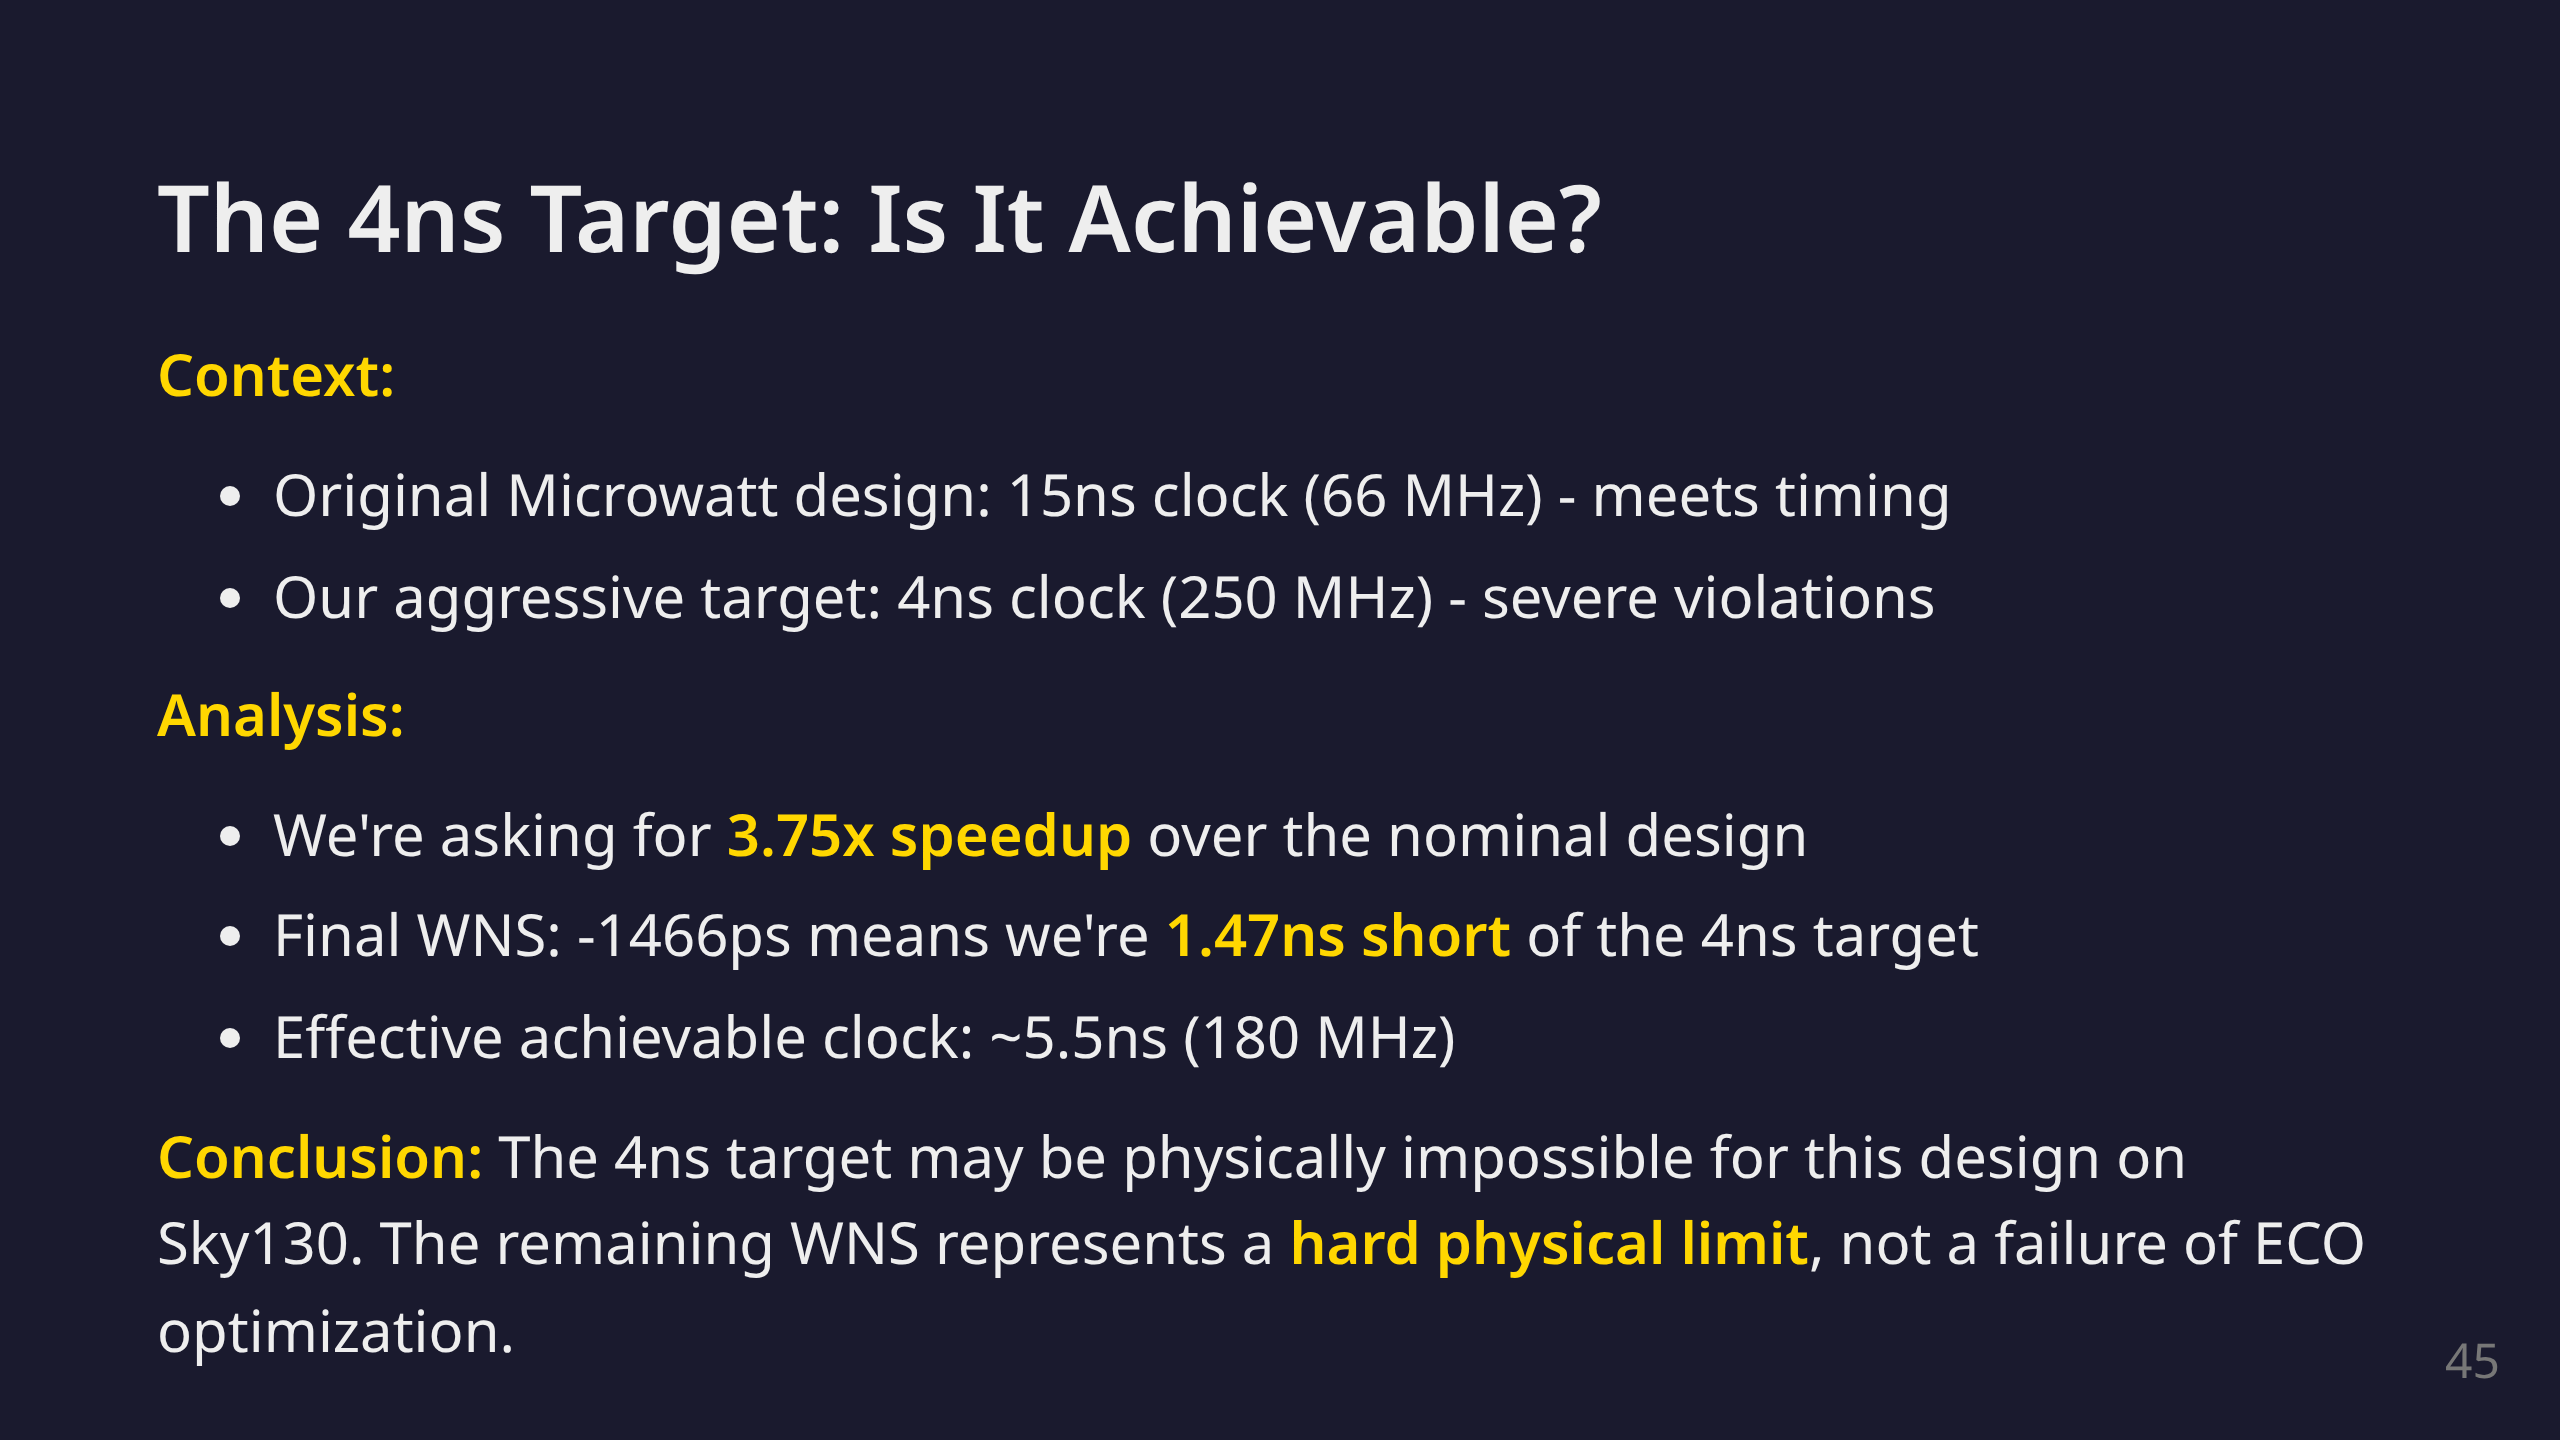 The 4ns Target: Is It Achievable?
Context:
• Original Microwatt design: 15ns clock (66 MHz) - meets timing
• Our aggressive target: 4ns clock (250 MHz) - severe violations
Analysis:
• We're asking for 3.75x speedup over the nominal design
• Final WNS: -1466ps means we're 1.47ns short of the 4ns target
• Effective achievable clock: ~5.5ns (180 MHz)
Conclusion: The 4ns target may be physically impossible for this design on
Sky130. The remaining WNS represents a hard physical limit, not a failure of ECO
optimization.
45